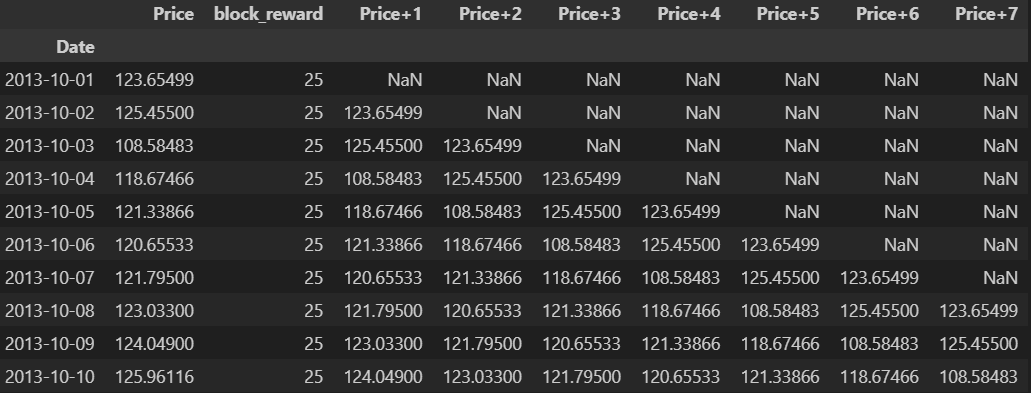 Price block_reward Price+1 Price+2 Price+3 Price+4 Price+5 Price+6 Price+7
Date
2013-10-01 123.65499 25 NaN NaN NaN NaN NaN NaN NaN
2013-10-02 125.45500 25 123.65499 NaN NaN NaN NaN NaN NaN
2013-10-03 108.58483 25 125.45500 123.65499 NaN NaN NaN NaN NaN
2013-10-04 118.67466 25 108.58483 125.45500 123.65499 NaN NaN NaN NaN
2013-10-05 121.33866 25 118.67466 108.58483 125.45500 123.65499 NaN NaN NaN
2013-10-06 120.65533 25 121.33866 118.67466 108.58483 125.45500 123.65499 NaN NaN
2013-10-07 121.79500 25 120.65533 121.33866 118.67466 108.58483 125.45500 123.65499 NaN
2013-10-08 123.03300 25 121.79500 120.65533 121.33866 118.67466 108.58483 125.45500 123.65499
2013-10-09 124.04900 25 123.03300 121.79500 120.65533 121.33866 118.67466 108.58483 125.45500
2013-10-10 125.96116 25 124.04900 123.03300 121.79500 120.65533 121.33866 118.67466 108.58483